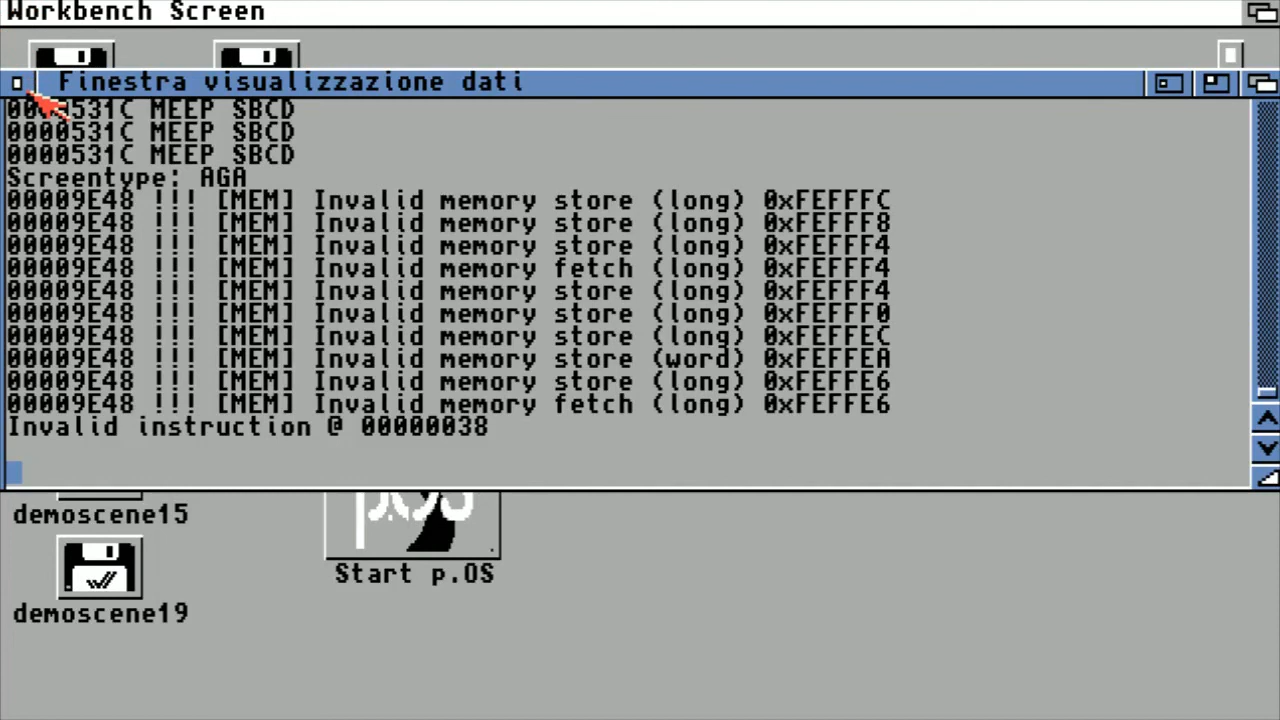 Workbench Screen
Finestra visualizzazione dati
0000531C MEEP SBCD
0000531C MEEP SBCD
0000531C MEEP SBCD
Screentype: AGA
00009E48 !!! [MEM] Invalid memory store (long) 0xFEFFFC
00009E48 !!! [MEM] Invalid memory store (long) 0xFEFFF8
00009E48 !!! [MEM] Invalid memory store (long) 0xFEFFF4
00009E48 !!! [MEM] Invalid memory fetch (long) 0xFEFFF4
00009E48 !!! [MEM] Invalid memory store (long) 0xFEFFF4
00009E48 !!! [MEM] Invalid memory store (long) 0xFEFFF0
00009E48 !!! [MEM] Invalid memory store (long) 0xFEFFEC
00009E48 !!! [MEM] Invalid memory store (word) 0xFEFFEA
00009E48 !!! [MEM] Invalid memory store (long) 0xFEFFE6
00009E48 !!! [MEM] Invalid memory fetch (long) 0xFEFFE6
Invalid instruction @ 00000038
p.OS
demoscene15
Start p.OS
demoscene19